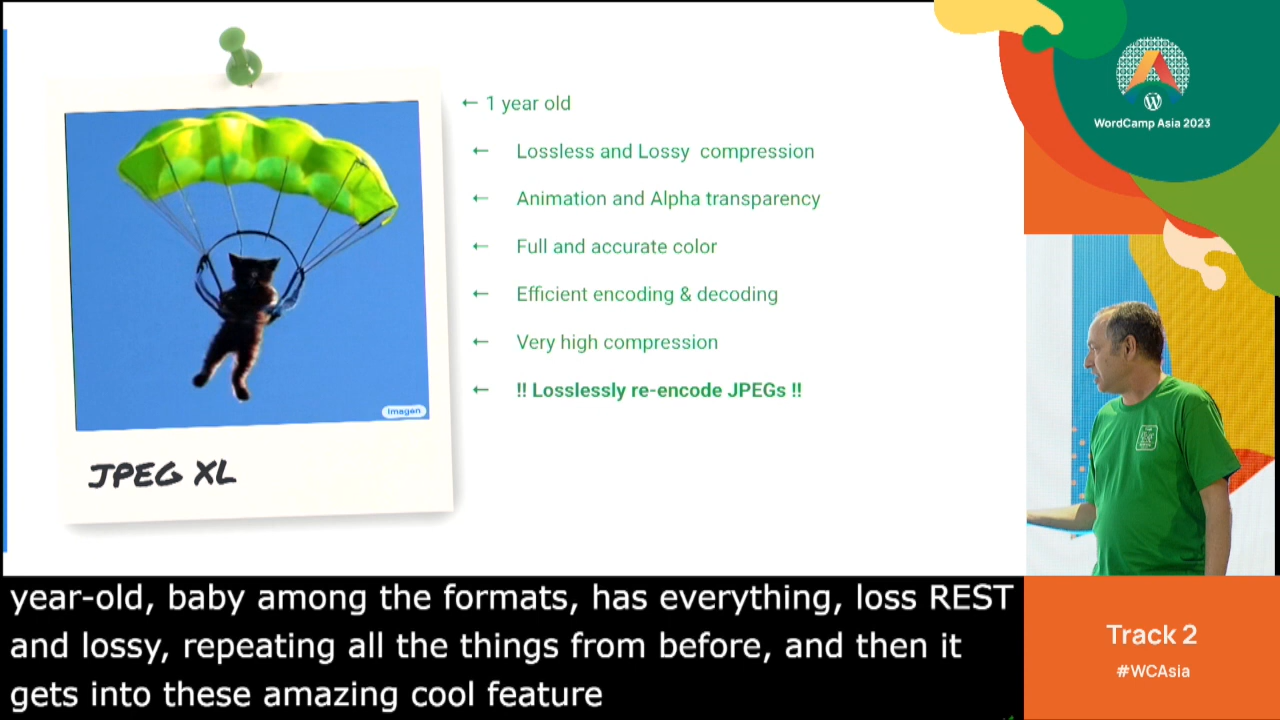 ← 1 year old
← Lossless and Lossy compression
← Animation and Alpha transparency
← Full and accurate color
← Efficient encoding & decoding
← Very high compression
← !! Losslessly re-encode JPEGs !!
Imagen
JPEG XL
WordCamp Asia 2023
year-old, baby among the formats, has everything, loss REST
and lossy, repeating all the things from before, and then it
gets into these amazing cool feature
Track 2
#WCAsia